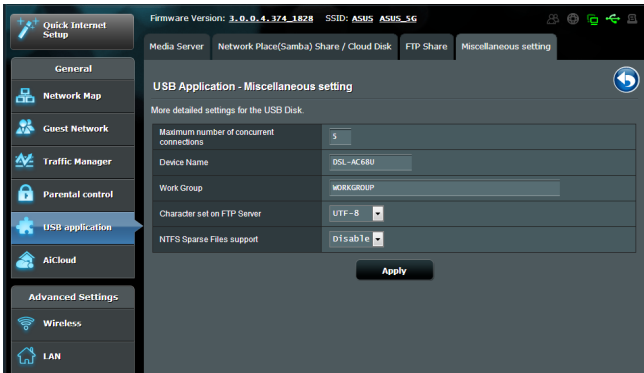 Quick Internet
Setup
Firmware Version: 3.0.0.4.374_1828 SSID: ASUS ASUS_5G
Media Server
Network Place(Samba) Share / Cloud Disk
FTP Share
Miscellaneous setting
General
Network Map
Guest Network
Traffic Manager
Parental control
USB application
AiCloud
Advanced Settings
Wireless
LAN
USB Application - Miscellaneous setting
More detailed settings for the USB Disk.
Maximum number of concurrent
connections
5
Device Name
DSL-AC68U
Work Group
WORKGROUP
Character set on FTP Server
UTF-8
NTFS Sparse Files support
Disable
Apply